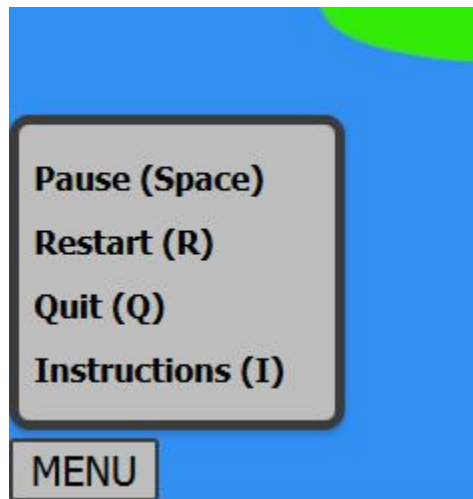 Pause (Space)
Restart (R)
Quit (Q)
Instructions (I)
MENU